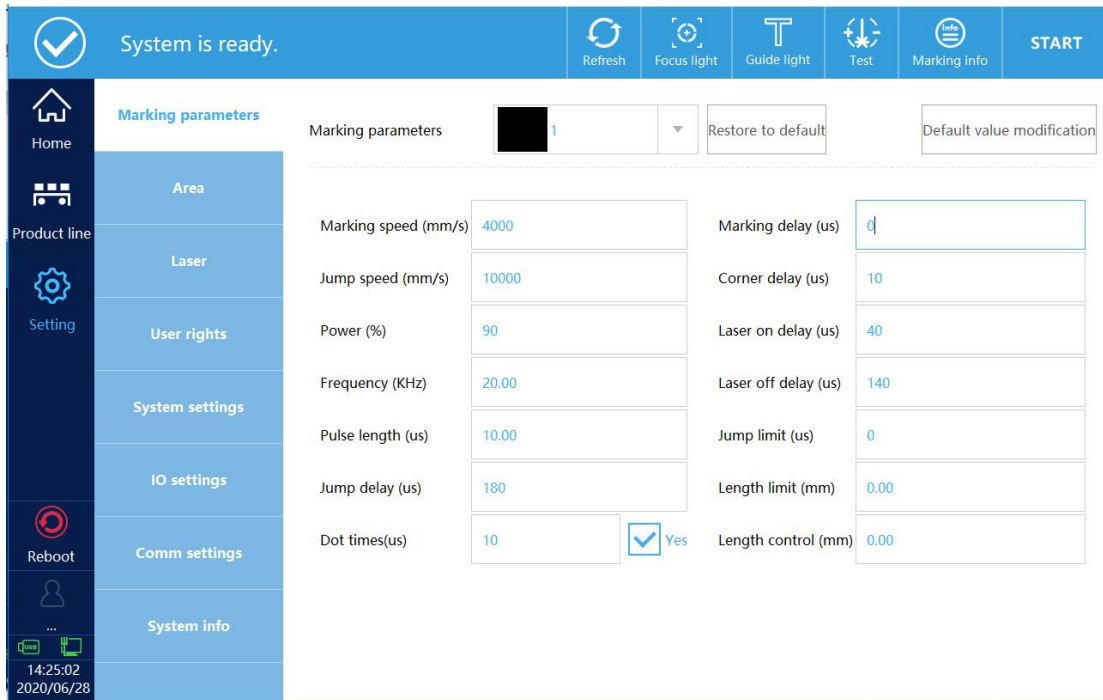 System is ready.
Refresh
Focus light
Guide light
Test
Info
Marking info
START
Home
Product line
Setting
Reboot
...
USB
14:25:02
2020/06/28
Marking parameters
Area
Laser
User rights
System settings
IO settings
Comm settings
System info
Marking parameters 1 Restore to default Default value modification
Marking speed (mm/s) 4000 Marking delay (us) 0
Jump speed (mm/s) 10000 Corner delay (us) 10
Power (%) 90 Laser on delay (us) 40
Frequency (KHz) 20.00 Laser off delay (us) 140
Pulse length (us) 10.00 Jump limit (us) 0
Jump delay (us) 180 Length limit (mm) 0.00
Dot times(us) 10 Yes Length control (mm) 0.00